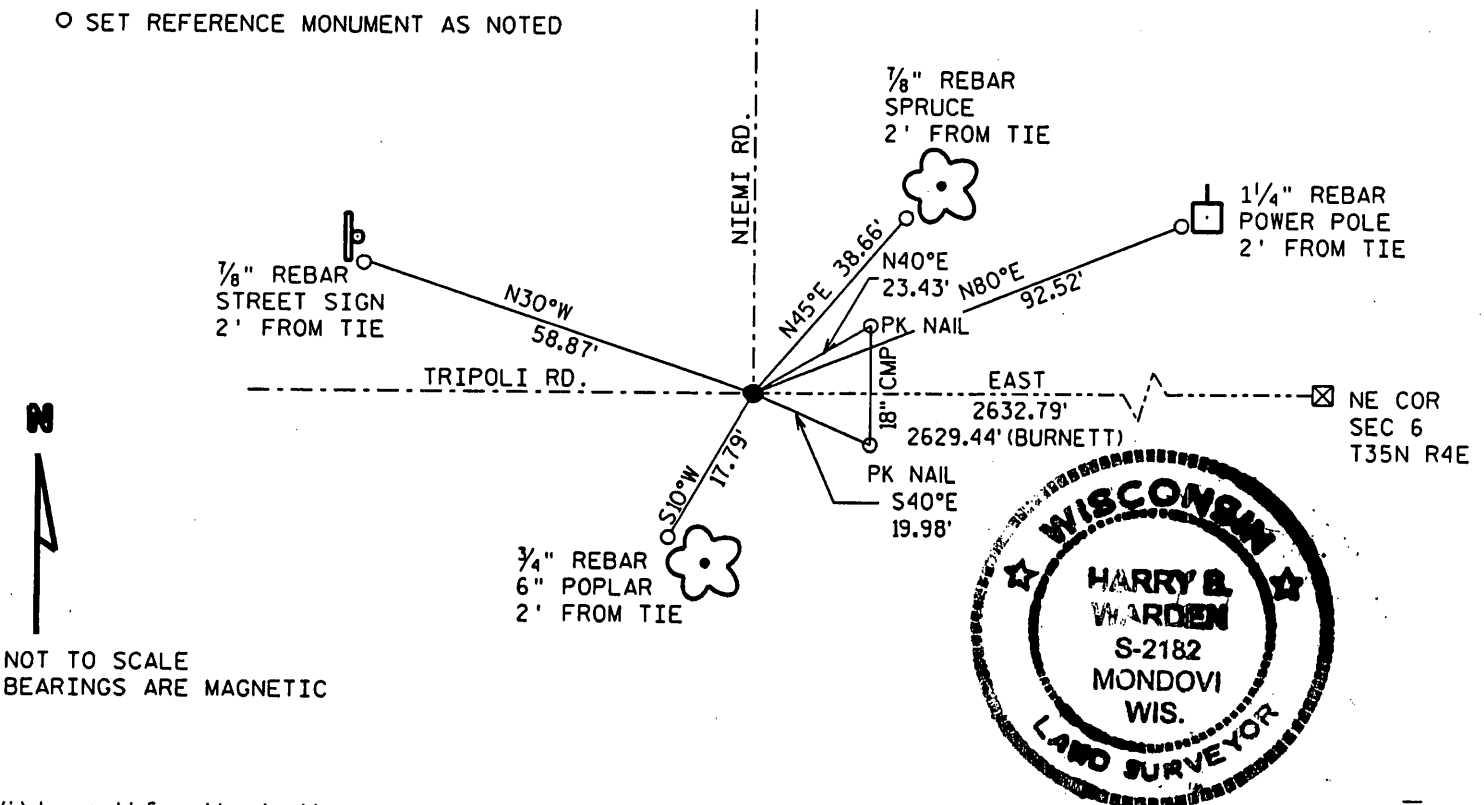 ○ SET REFERENCE MONUMENT AS NOTED
NIEMI RD.
7/8" REBAR
SPRUCE
2' FROM TIE
1 1/4" REBAR
POWER POLE
2' FROM TIE
7/8" REBAR
STREET SIGN
2' FROM TIE
N30°W
58.87'
N45°E 38.66'
N40°E
23.43'
N80°E
92.52'
PK NAIL
18" CMP
TRIPOLI RD.
EAST
2632.79'
2629.44' (BURNETT)
NE COR
SEC 6
T35N R4E
PK NAIL
S40°E
19.98'
S10°W
17.79'
3/4" REBAR
6" POPLAR
2' FROM TIE
N
NOT TO SCALE
BEARINGS ARE MAGNETIC
WISCONSIN
HARRY B.
WARDEN
S-2182
MONDOVI
WIS.
LAND SURVEYOR